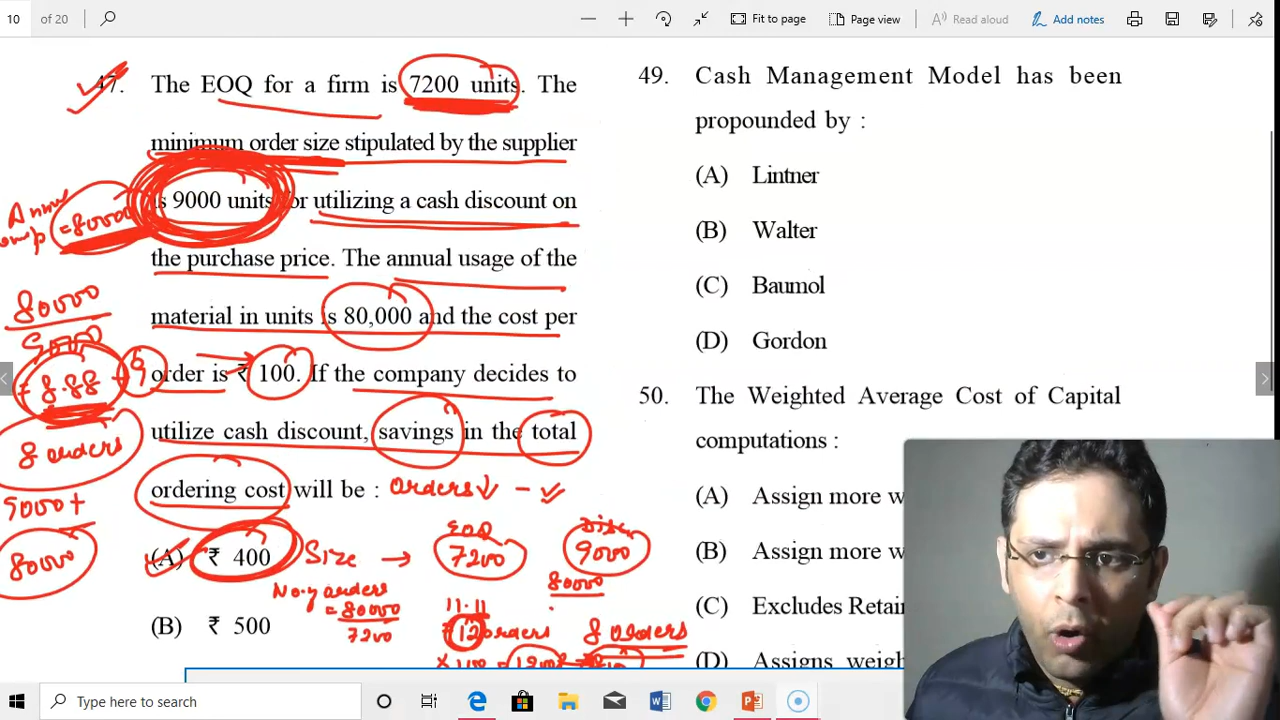 10 of 20
Fit to page
Page view
Read aloud
Add notes
47. The EOQ for a firm is 7200 units. The
minimum order size stipulated by the supplier
is 9000 units for utilizing a cash discount on
the purchase price. The annual usage of the
material in units is 80,000 and the cost per
order is ₹ 100. If the company decides to
utilize cash discount, savings in the total
ordering cost will be :
orders↓ -
(A) ₹ 400
(B) ₹ 500
=80000
80000
9000
= 8.88
9
8 orders
9000+
80000
Size → 
EOQ
7200
9000
80000
No. of orders
= 80000
7200
11.11
12 orders
8 orders
49. Cash Management Model has been
propounded by :
(A) Lintner
(B) Walter
(C) Baumol
(D) Gordon
50. The Weighted Average Cost of Capital
computations :
(A) Assign more w
(B) Assign more w
(C) Excludes Retai
(D) Assigns weigh
Type here to search